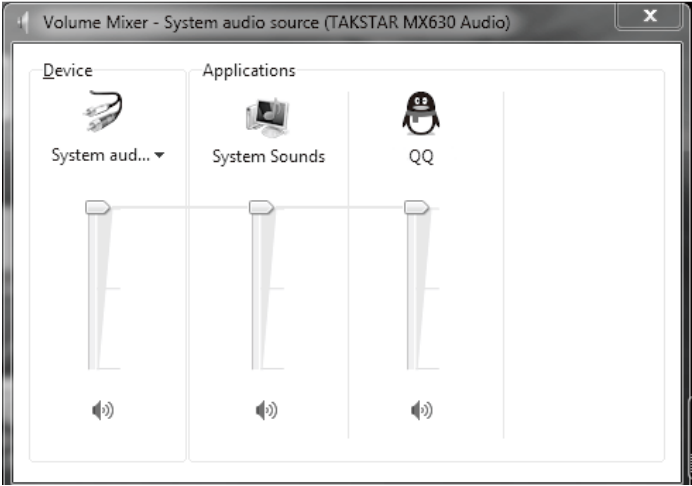 Volume Mixer - System audio source (TAKSTAR MX630 Audio)
Device
Applications
System aud...
System Sounds
QQ